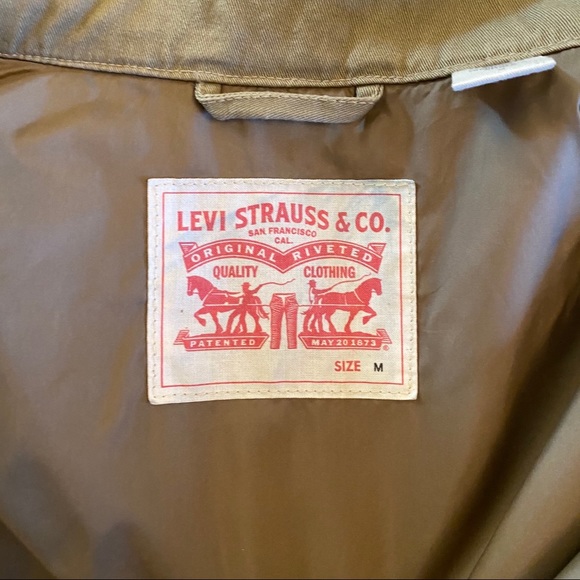 LEVI STRAUSS & CO.
SAN FRANCISCO
CAL.
ORIGINAL RIVETED
QUALITY CLOTHING
PATENTED MAY 20 1873 ®
SIZE M